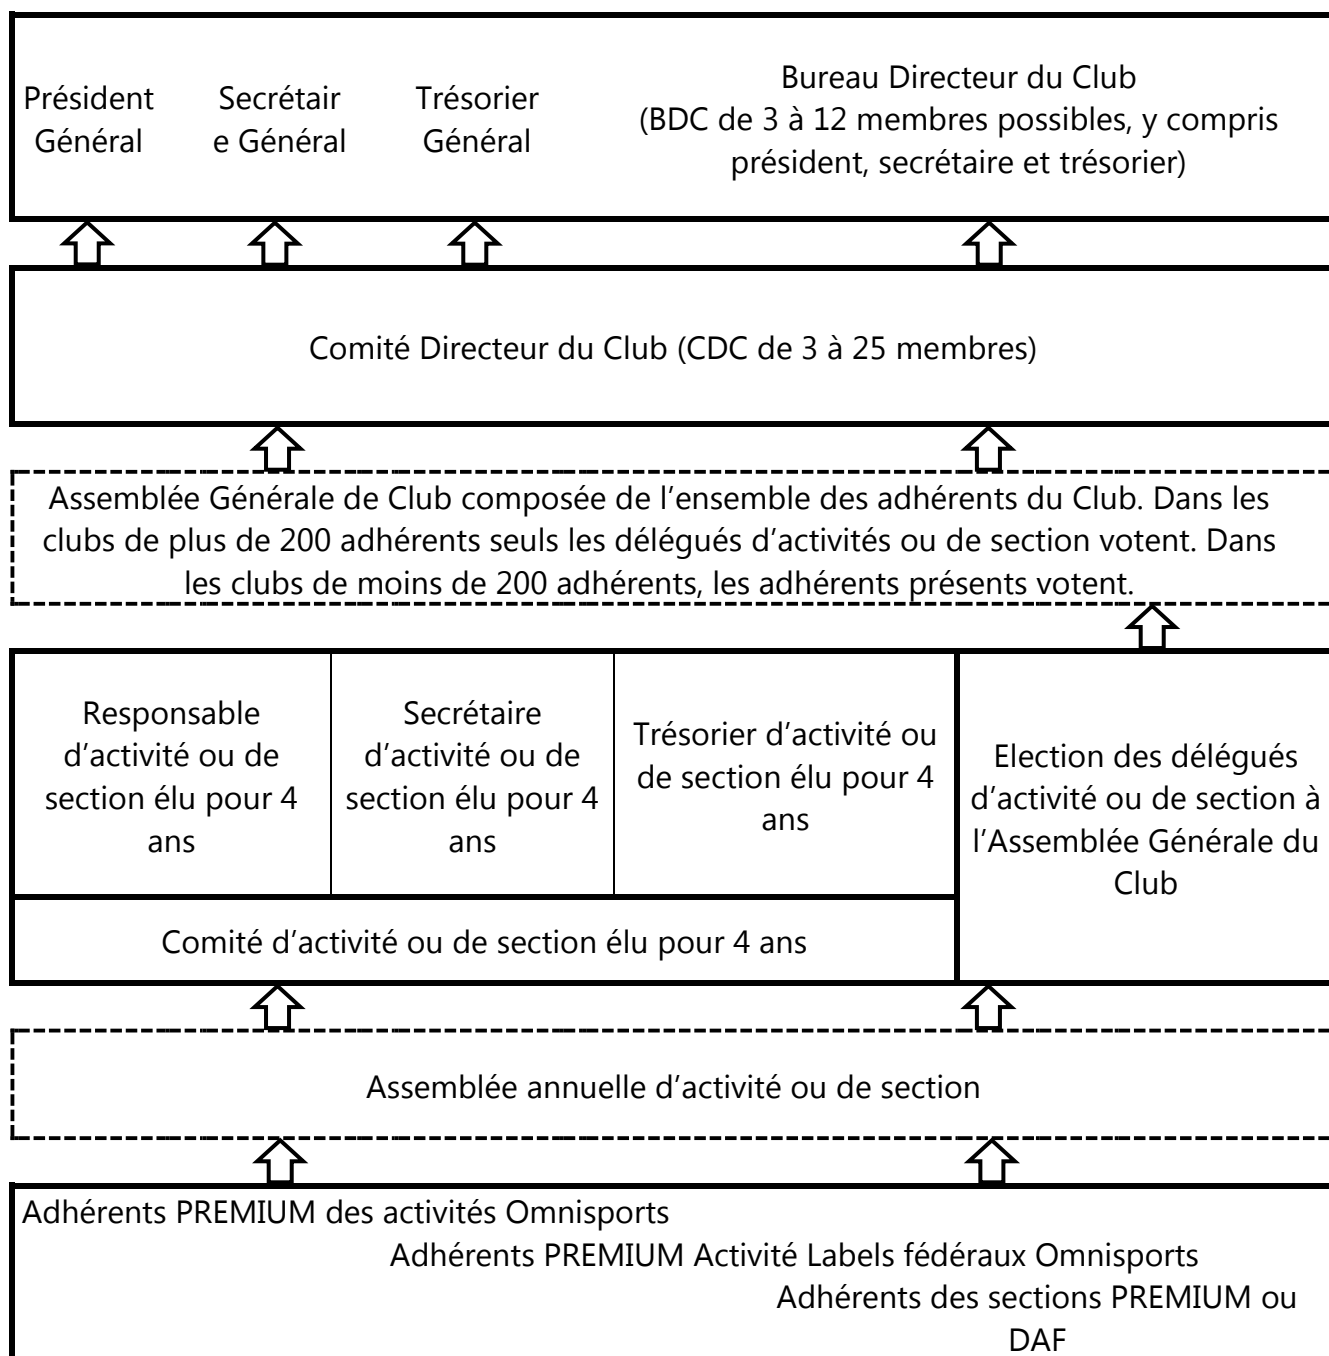 Président
Général
Secrétair
e Général
Trésorier
Général
Bureau Directeur du Club
(BDC de 3 à 12 membres possibles, y compris
président, secrétaire et trésorier)
Comité Directeur du Club (CDC de 3 à 25 membres)
Assemblée Générale de Club composée de l’ensemble des adhérents du Club. Dans les
clubs de plus de 200 adhérents seuls les délégués d’activités ou de section votent. Dans
les clubs de moins de 200 adhérents, les adhérents présents votent.
Responsable
d’activité ou de
section élu pour 4
ans
Secrétaire
d’activité ou de
section élu pour 4
ans
Trésorier d’activité ou
de section élu pour 4
ans
Election des délégués
d’activité ou de section à
l’Assemblée Générale du
Club
Comité d’activité ou de section élu pour 4 ans
Assemblée annuelle d’activité ou de section
Adhérents PREMIUM des activités Omnisports
Adhérents PREMIUM Activité Labels fédéraux Omnisports
Adhérents des sections PREMIUM ou
DAF